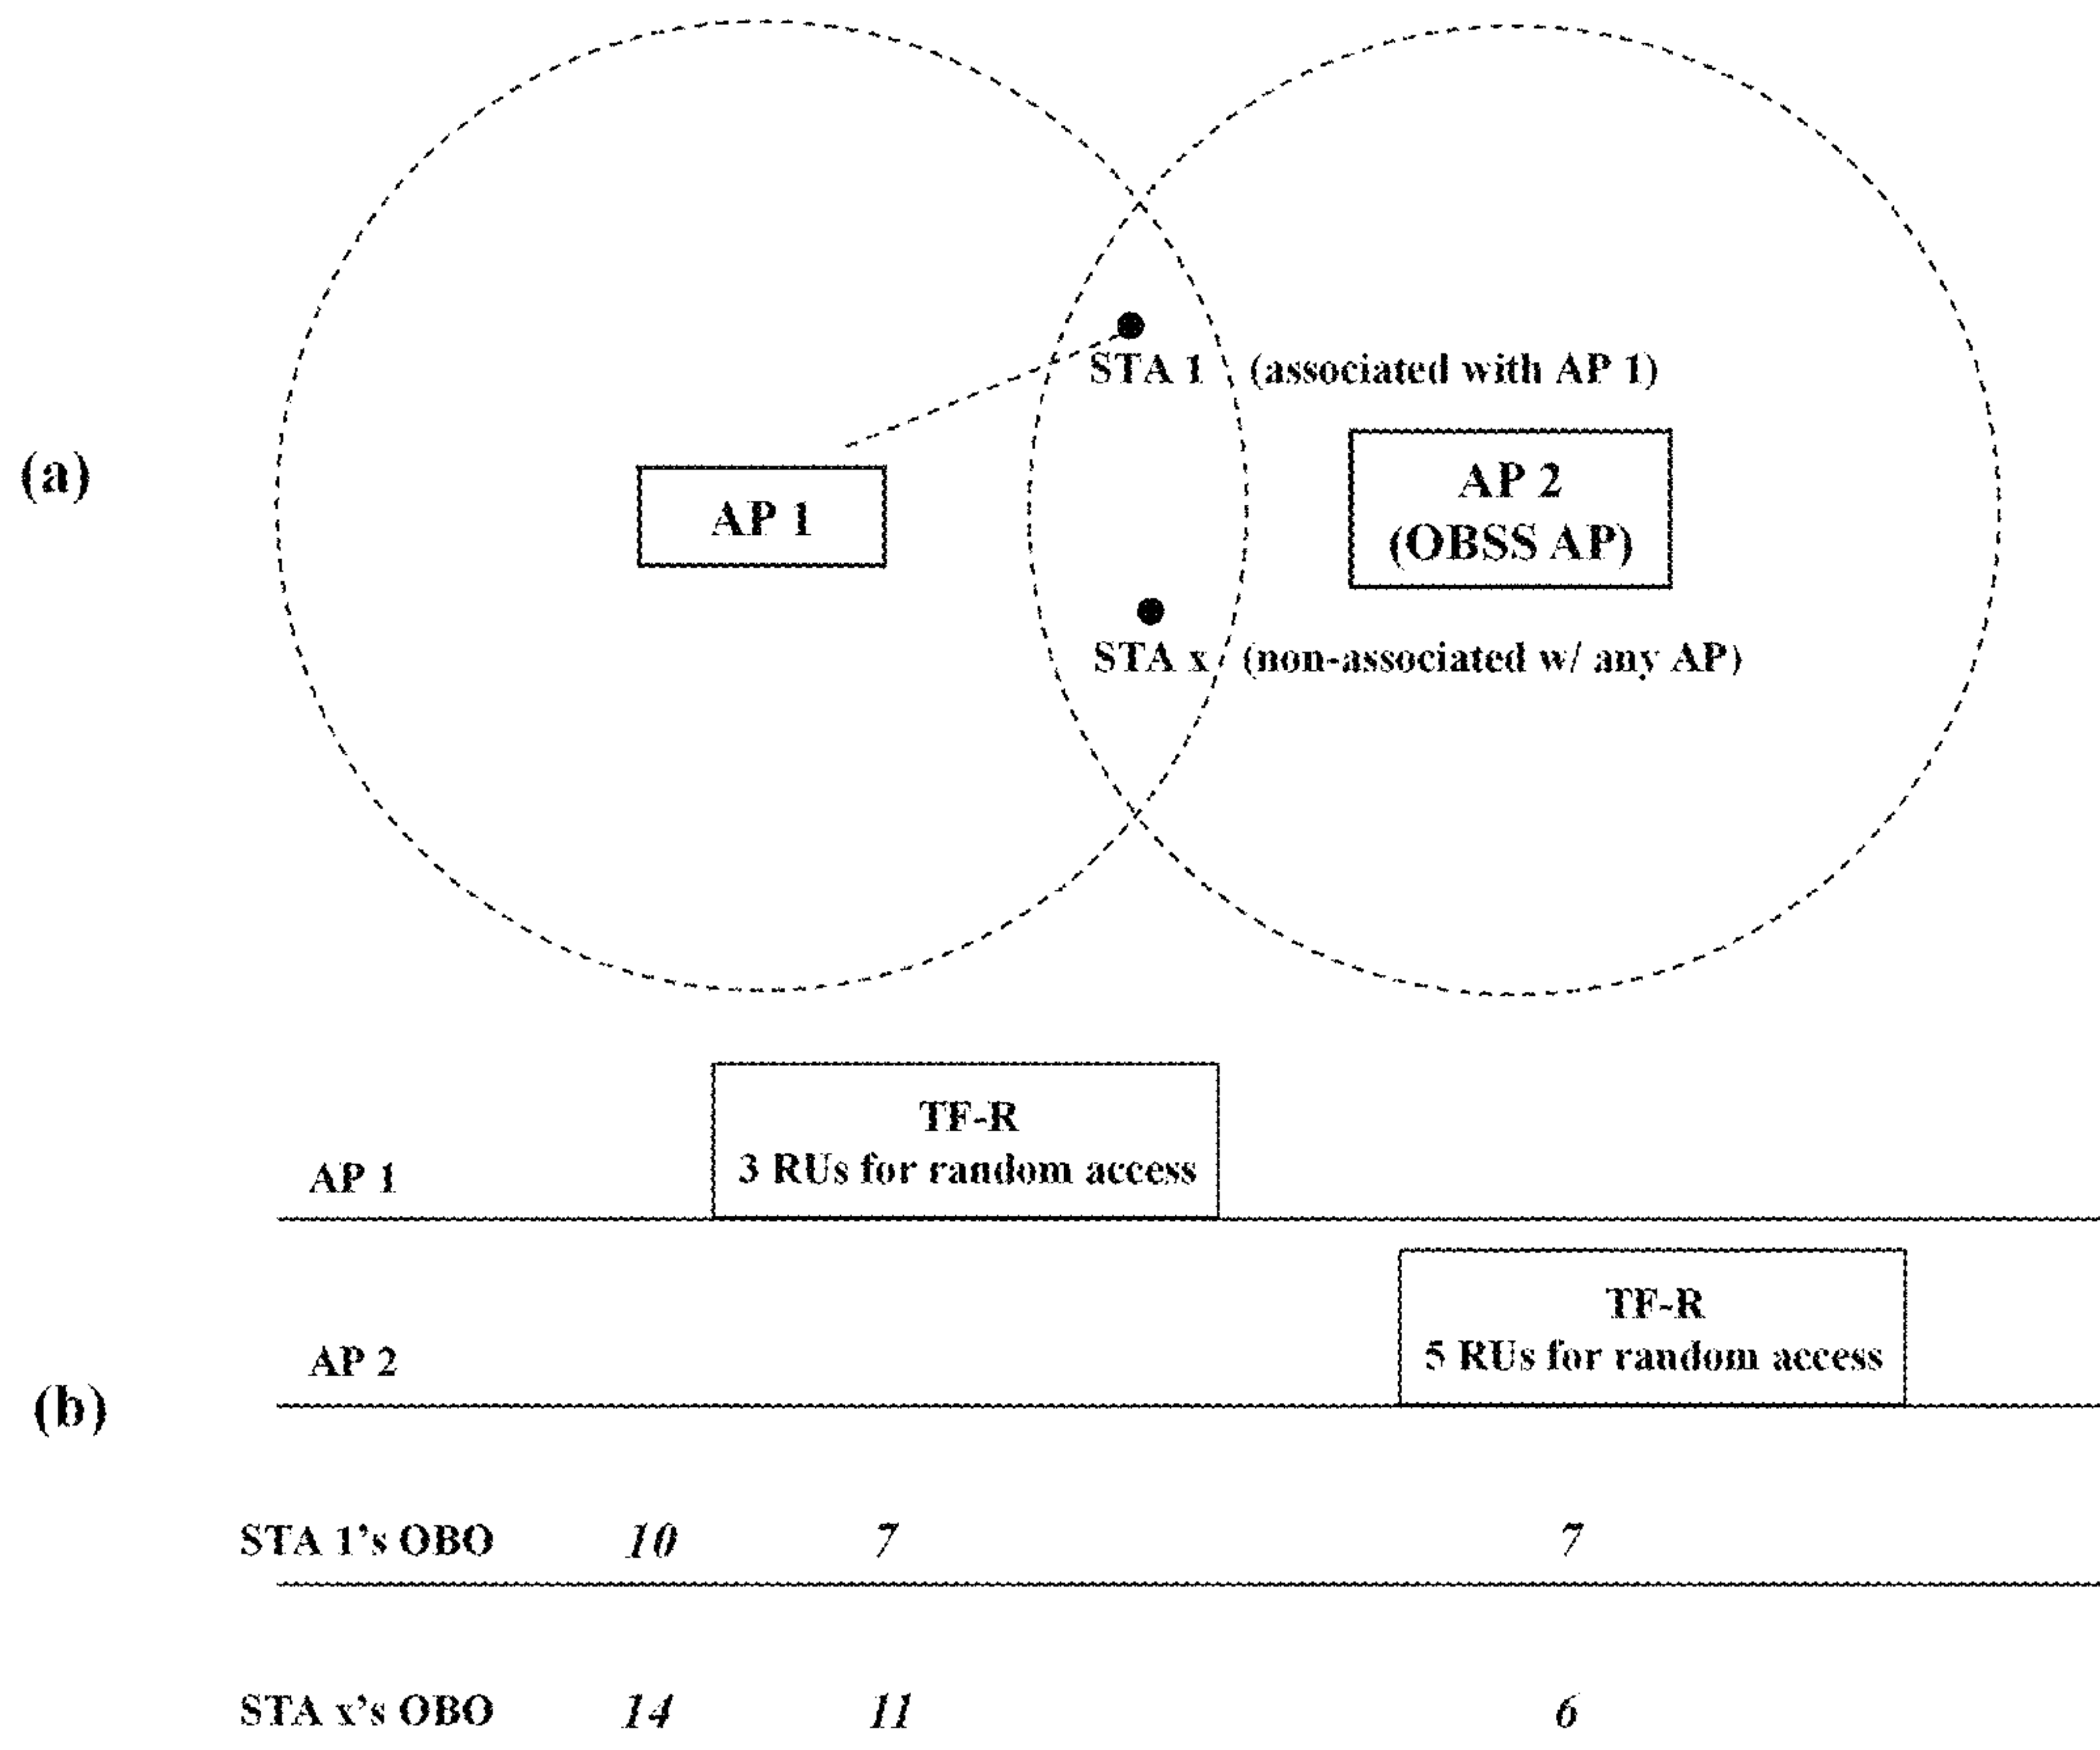 (a)
STA 1 (associated with AP 1)
AP 1
AP 2
(OBSS AP)
STA x (non-associated w/ any AP)
(b)
TF-R
3 RUs for random access
AP 1
TF-R
5 RUs for random access
AP 2
STA 1's OBO 10 7 7
STA x's OBO 14 11 6